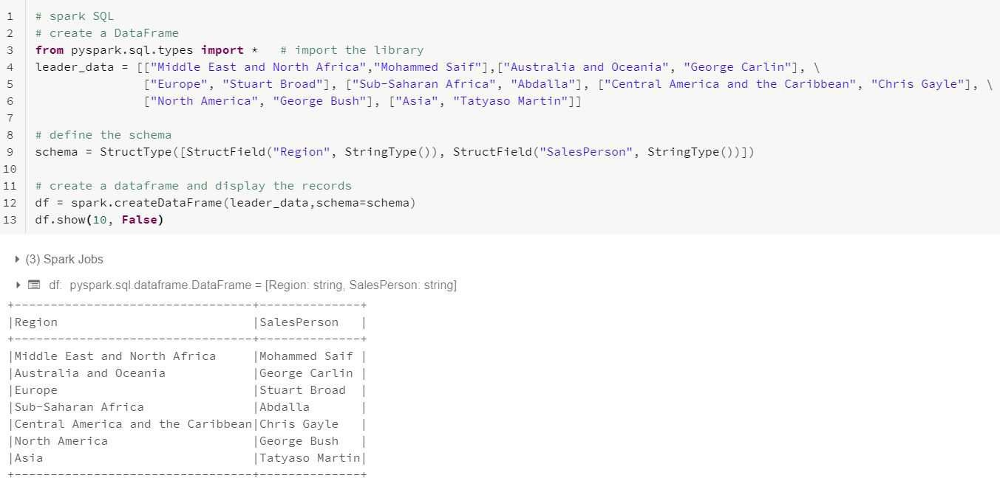 1 # spark SQL
2 # create a DataFrame
3 from pyspark.sql.types import *   # import the library
4 leader_data = [["Middle East and North Africa","Mohammed Saif"],["Australia and Oceania", "George Carlin"], \
5                ["Europe", "Stuart Broad"], ["Sub-Saharan Africa", "Abdalla"], ["Central America and the Caribbean", "Chris Gayle"], \
6                ["North America", "George Bush"], ["Asia", "Tatyaso Martin"]]
7
8 # define the schema
9 schema = StructType([StructField("Region", StringType()), StructField("SalesPerson", StringType())])
10
11 # create a dataframe and display the records
12 df = spark.createDataFrame(leader_data,schema=schema)
13 df.show(10, False)
(3) Spark Jobs
df: pyspark.sql.dataframe.DataFrame = [Region: string, SalesPerson: string]
+---------------------------------+--------------+
|Region                           |SalesPerson   |
+---------------------------------+--------------+
|Middle East and North Africa     |Mohammed Saif |
|Australia and Oceania            |George Carlin |
|Europe                           |Stuart Broad  |
|Sub-Saharan Africa               |Abdalla       |
|Central America and the Caribbean|Chris Gayle   |
|North America                    |George Bush   |
|Asia                             |Tatyaso Martin|
+---------------------------------+--------------+